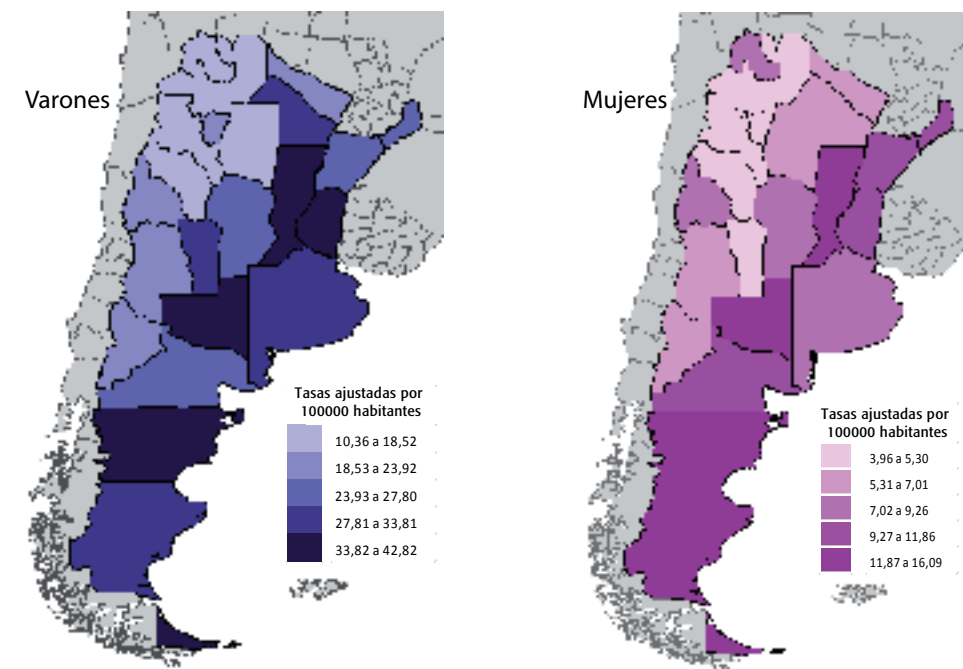 Varones
Tasas ajustadas por
100000 habitantes
10,36 a 18,52
18,53 a 23,92
23,93 a 27,80
27,81 a 33,81
33,82 a 42,82
Mujeres
Tasas ajustadas por
100000 habitantes
3,96 a 5,30
5,31 a 7,01
7,02 a 9,26
9,27 a 11,86
11,87 a 16,09